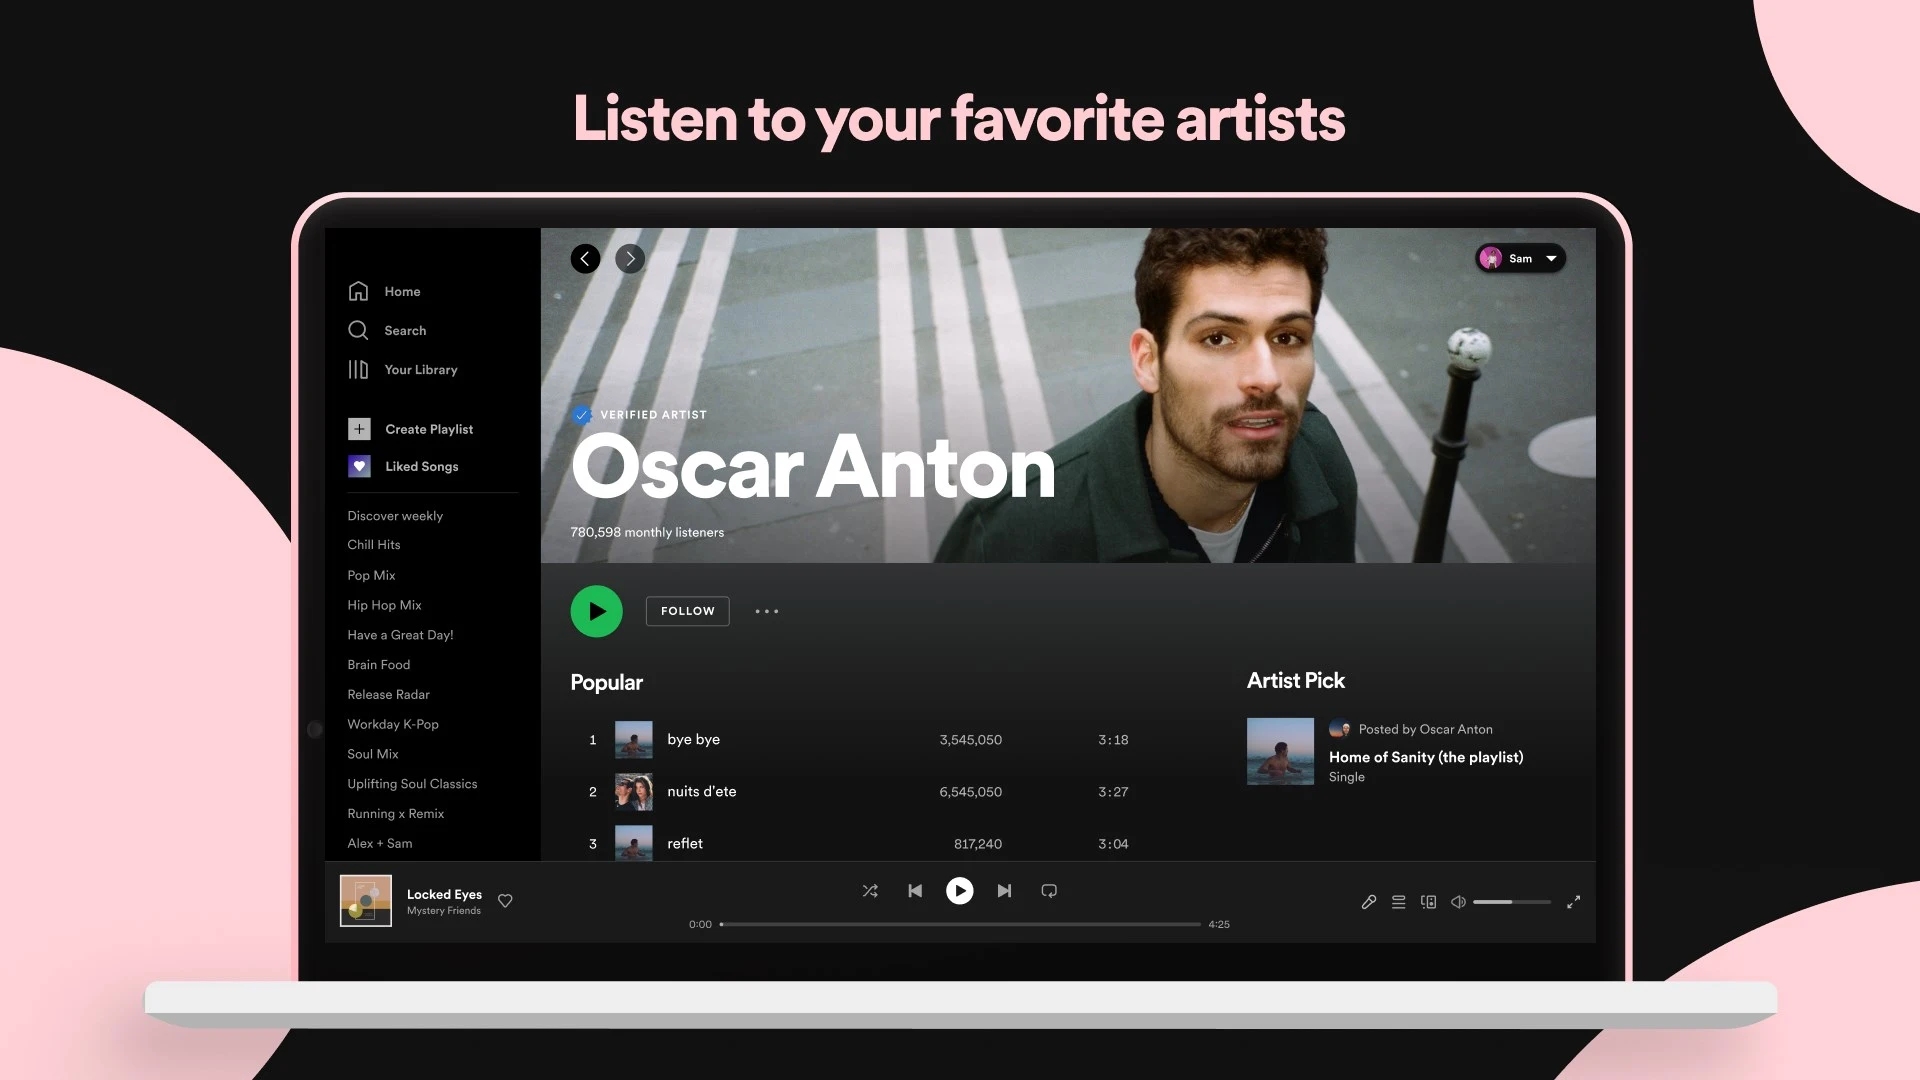 Listen to your favorite artists
Home
Search
Your Library
Create Playlist
Liked Songs
Discover weekly
Chill Hits
Pop Mix
Hip Hop Mix
Have a Great Day!
Brain Food
Release Radar
Workday K-Pop
Soul Mix
Uplifting Soul Classics
Running x Remix
Alex + Sam
Sam
VERIFIED ARTIST
Oscar Anton
780,598 monthly listeners
FOLLOW
Popular
1 bye bye 3,545,050 3:18
2 nuits d'ete 6,545,050 3:27
3 reflet 817,240 3:04
Artist Pick
Posted by Oscar Anton
Home of Sanity (the playlist)
Single
Locked Eyes
Mystery Friends
0:00 4:25